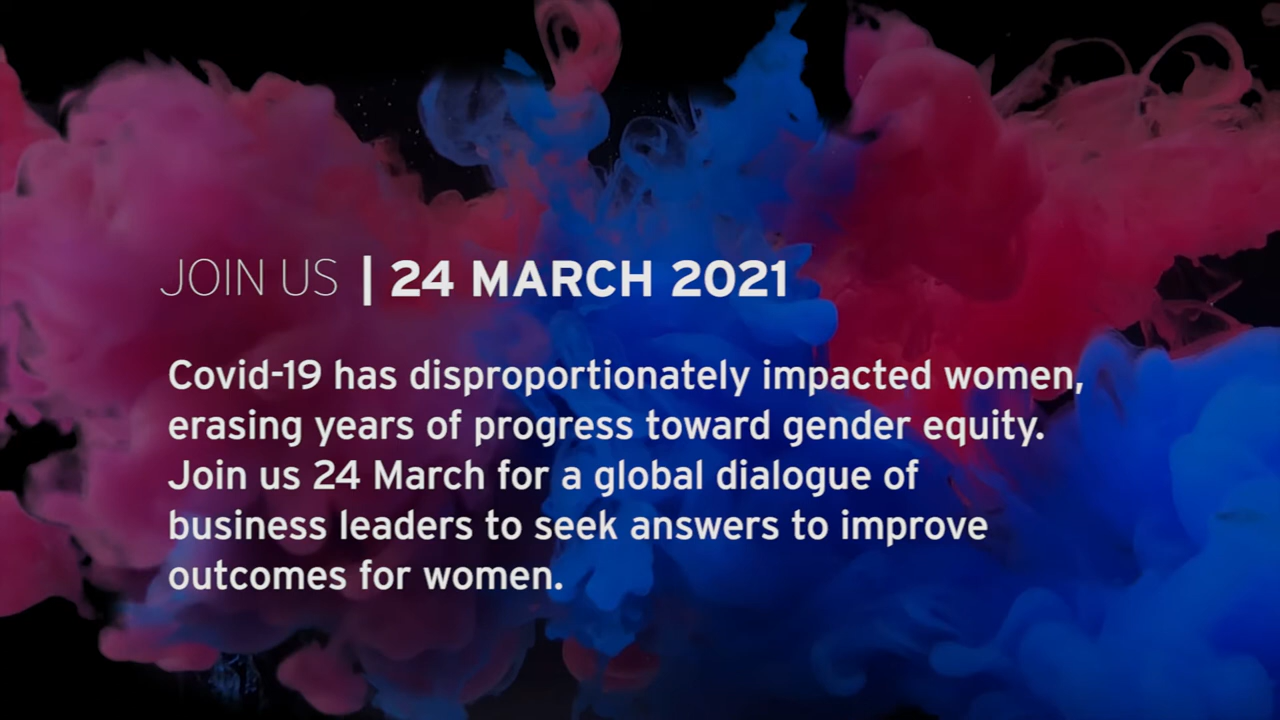 JOIN US | 24 MARCH 2021
Covid-19 has disproportionately impacted women,
erasing years of progress toward gender equity.
Join us 24 March for a global dialogue of
business leaders to seek answers to improve
outcomes for women.